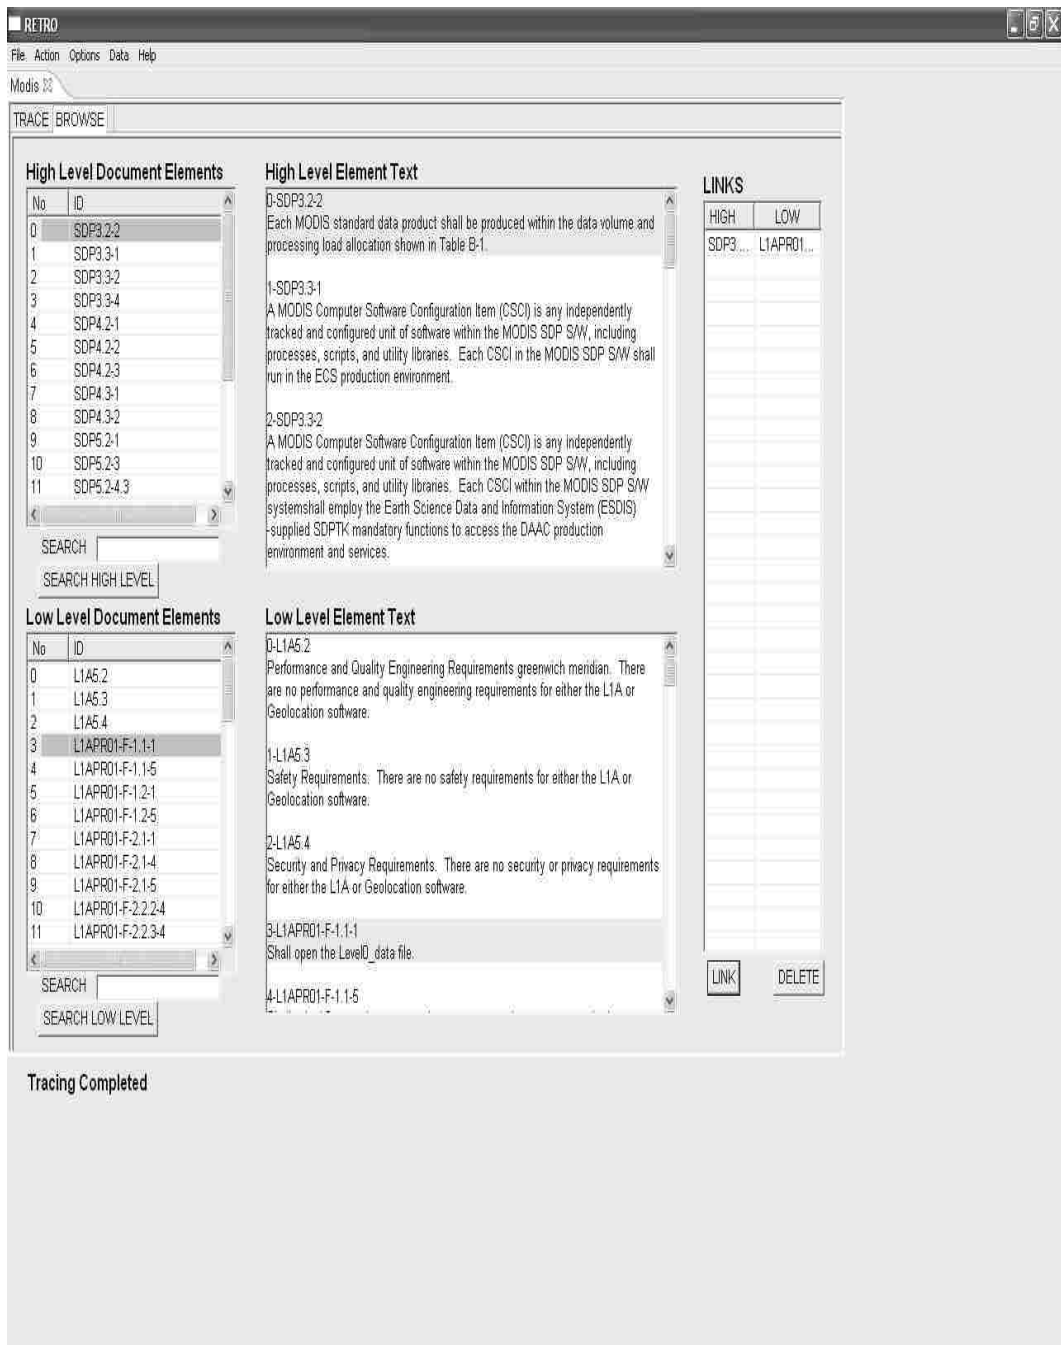 RETRO
File Action Options Data Help
Modis
TRACE BROWSE
High Level Document Elements
No ID
0 SDP3.2-2
1 SDP3.3-1
2 SDP3.3-2
3 SDP3.3-4
4 SDP4.2-1
5 SDP4.2-2
6 SDP4.2-3
7 SDP4.3-1
8 SDP4.3-2
9 SDP5.2-1
10 SDP5.2-3
11 SDP5.2-4.3
SEARCH
SEARCH HIGH LEVEL
High Level Element Text
0-SDP3.2-2
Each MODIS standard data product shall be produced within the data volume and
processing load allocation shown in Table B-1.
1-SDP3.3-1
A MODIS Computer Software Configuration Item (CSCI) is any independently
tracked and configured unit of software within the MODIS SDP S/W, including
processes, scripts, and utility libraries. Each CSCI in the MODIS SDP S/W shall
run in the ECS production environment.
2-SDP3.3-2
A MODIS Computer Software Configuration Item (CSCI) is any independently
tracked and configured unit of software within the MODIS SDP S/W, including
processes, scripts, and utility libraries. Each CSCI within the MODIS SDP S/W
systemshall employ the Earth Science Data and Information System (ESDIS)
-supplied SDPTK mandatory functions to access the DAAC production
environment and services.
LINKS
HIGH LOW
SDP3.... L1APR01...
Low Level Document Elements
No ID
0 L1A5.2
1 L1A5.3
2 L1A5.4
3 L1APR01-F-1.1-1
4 L1APR01-F-1.1-5
5 L1APR01-F-1.2-1
6 L1APR01-F-1.2-5
7 L1APR01-F-2.1-1
8 L1APR01-F-2.1-4
9 L1APR01-F-2.1-5
10 L1APR01-F-2.2.2-4
11 L1APR01-F-2.2.3-4
SEARCH
SEARCH LOW LEVEL
Low Level Element Text
0-L1A5.2
Performance and Quality Engineering Requirements greenwich meridian. There
are no performance and quality engineering requirements for either the L1A or
Geolocation software.
1-L1A5.3
Safety Requirements. There are no safety requirements for either the L1A or
Geolocation software.
2-L1A5.4
Security and Privacy Requirements. There are no security or privacy requirements
for either the L1A or Geolocation software.
3-L1APR01-F-1.1-1
Shall open the Level0_data file.
4-L1APR01-F-1.1-5
LINK DELETE
Tracing Completed